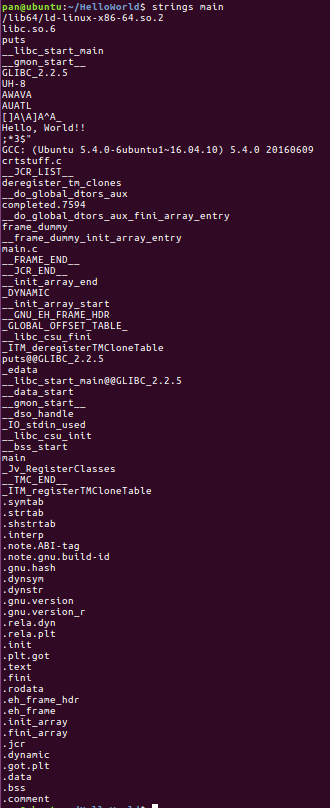 pan@ubuntu:~/HelloWorld$ strings main
/lib64/ld-linux-x86-64.so.2
libc.so.6
puts
__libc_start_main
__gmon_start__
GLIBC_2.2.5
UH-8
AWAVA
AUATL
[]A\A]A^A_
Hello, World!!
;*3$"
GCC: (Ubuntu 5.4.0-6ubuntu1~16.04.10) 5.4.0 20160609
crtstuff.c
__JCR_LIST__
deregister_tm_clones
__do_global_dtors_aux
completed.7594
__do_global_dtors_aux_fini_array_entry
frame_dummy
__frame_dummy_init_array_entry
main.c
__FRAME_END__
__JCR_END__
__init_array_end
_DYNAMIC
__init_array_start
__GNU_EH_FRAME_HDR
_GLOBAL_OFFSET_TABLE_
__libc_csu_fini
_ITM_deregisterTMCloneTable
puts@@GLIBC_2.2.5
_edata
__libc_start_main@@GLIBC_2.2.5
__data_start
__gmon_start__
__dso_handle
_IO_stdin_used
__libc_csu_init
__bss_start
main
_Jv_RegisterClasses
__TMC_END__
_ITM_registerTMCloneTable
.symtab
.strtab
.shstrtab
.interp
.note.ABI-tag
.note.gnu.build-id
.gnu.hash
.dynsym
.dynstr
.gnu.version
.gnu.version_r
.rela.dyn
.rela.plt
.init
.plt.got
.text
.fini
.rodata
.eh_frame_hdr
.eh_frame
.init_array
.fini_array
.jcr
.dynamic
.got.plt
.data
.bss
.comment